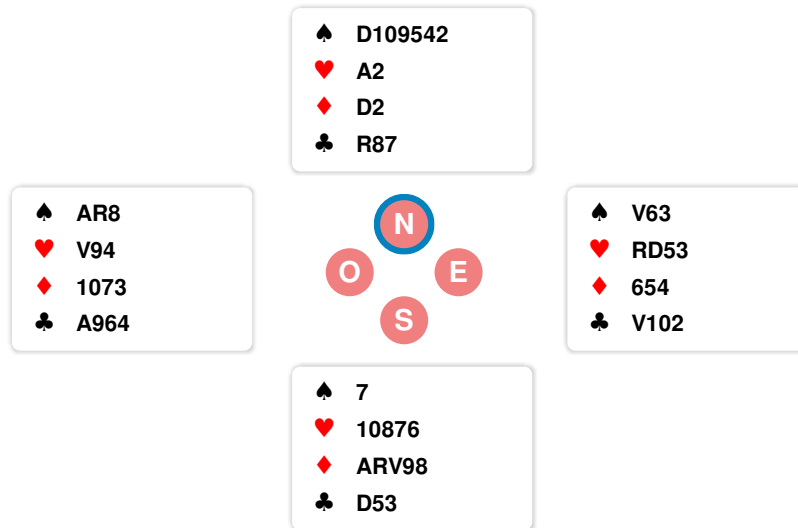 ♠ D109542
♥ A2
♦ D2
♣ R87
♠ AR8
♥ V94
♦ 1073
♣ A964
N
O E
S
♠ V63
♥ RD53
♦ 654
♣ V102
♠ 7
♥ 10876
♦ ARV98
♣ D53